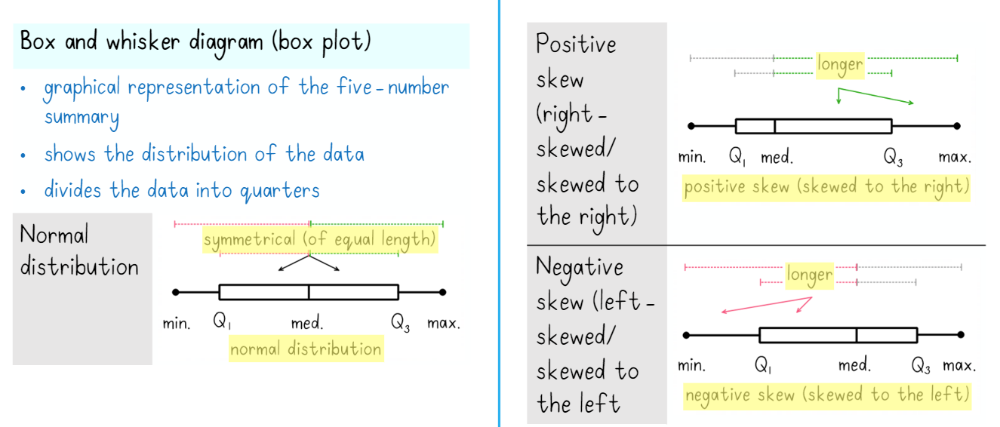 Box and whisker diagram (box plot)
• graphical representation of the five-number
summary
• shows the distribution of the data
• divides the data into quarters
Normal
distribution
symmetrical (of equal length)
min. Q₁ med. Q₃ max.
normal distribution
Positive
skew
(right-
skewed/
skewed to
the right)
longer
min. Q₁ med. Q₃ max.
positive skew (skewed to the right)
Negative
skew (left-
skewed/
skewed to
the left
longer
min. Q₁ med. Q₃ max.
negative skew (skewed to the left)